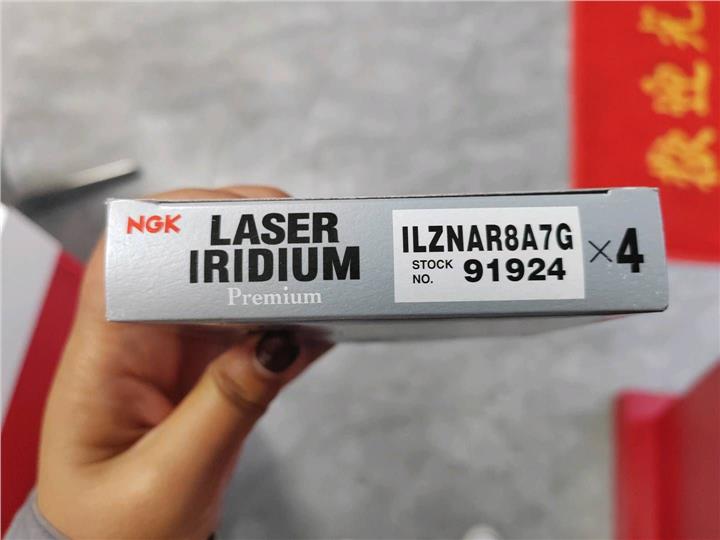 NGK
LASER
IRIDIUM
Premium
ILZNAR8A7G
STOCK
NO.
91924
×4